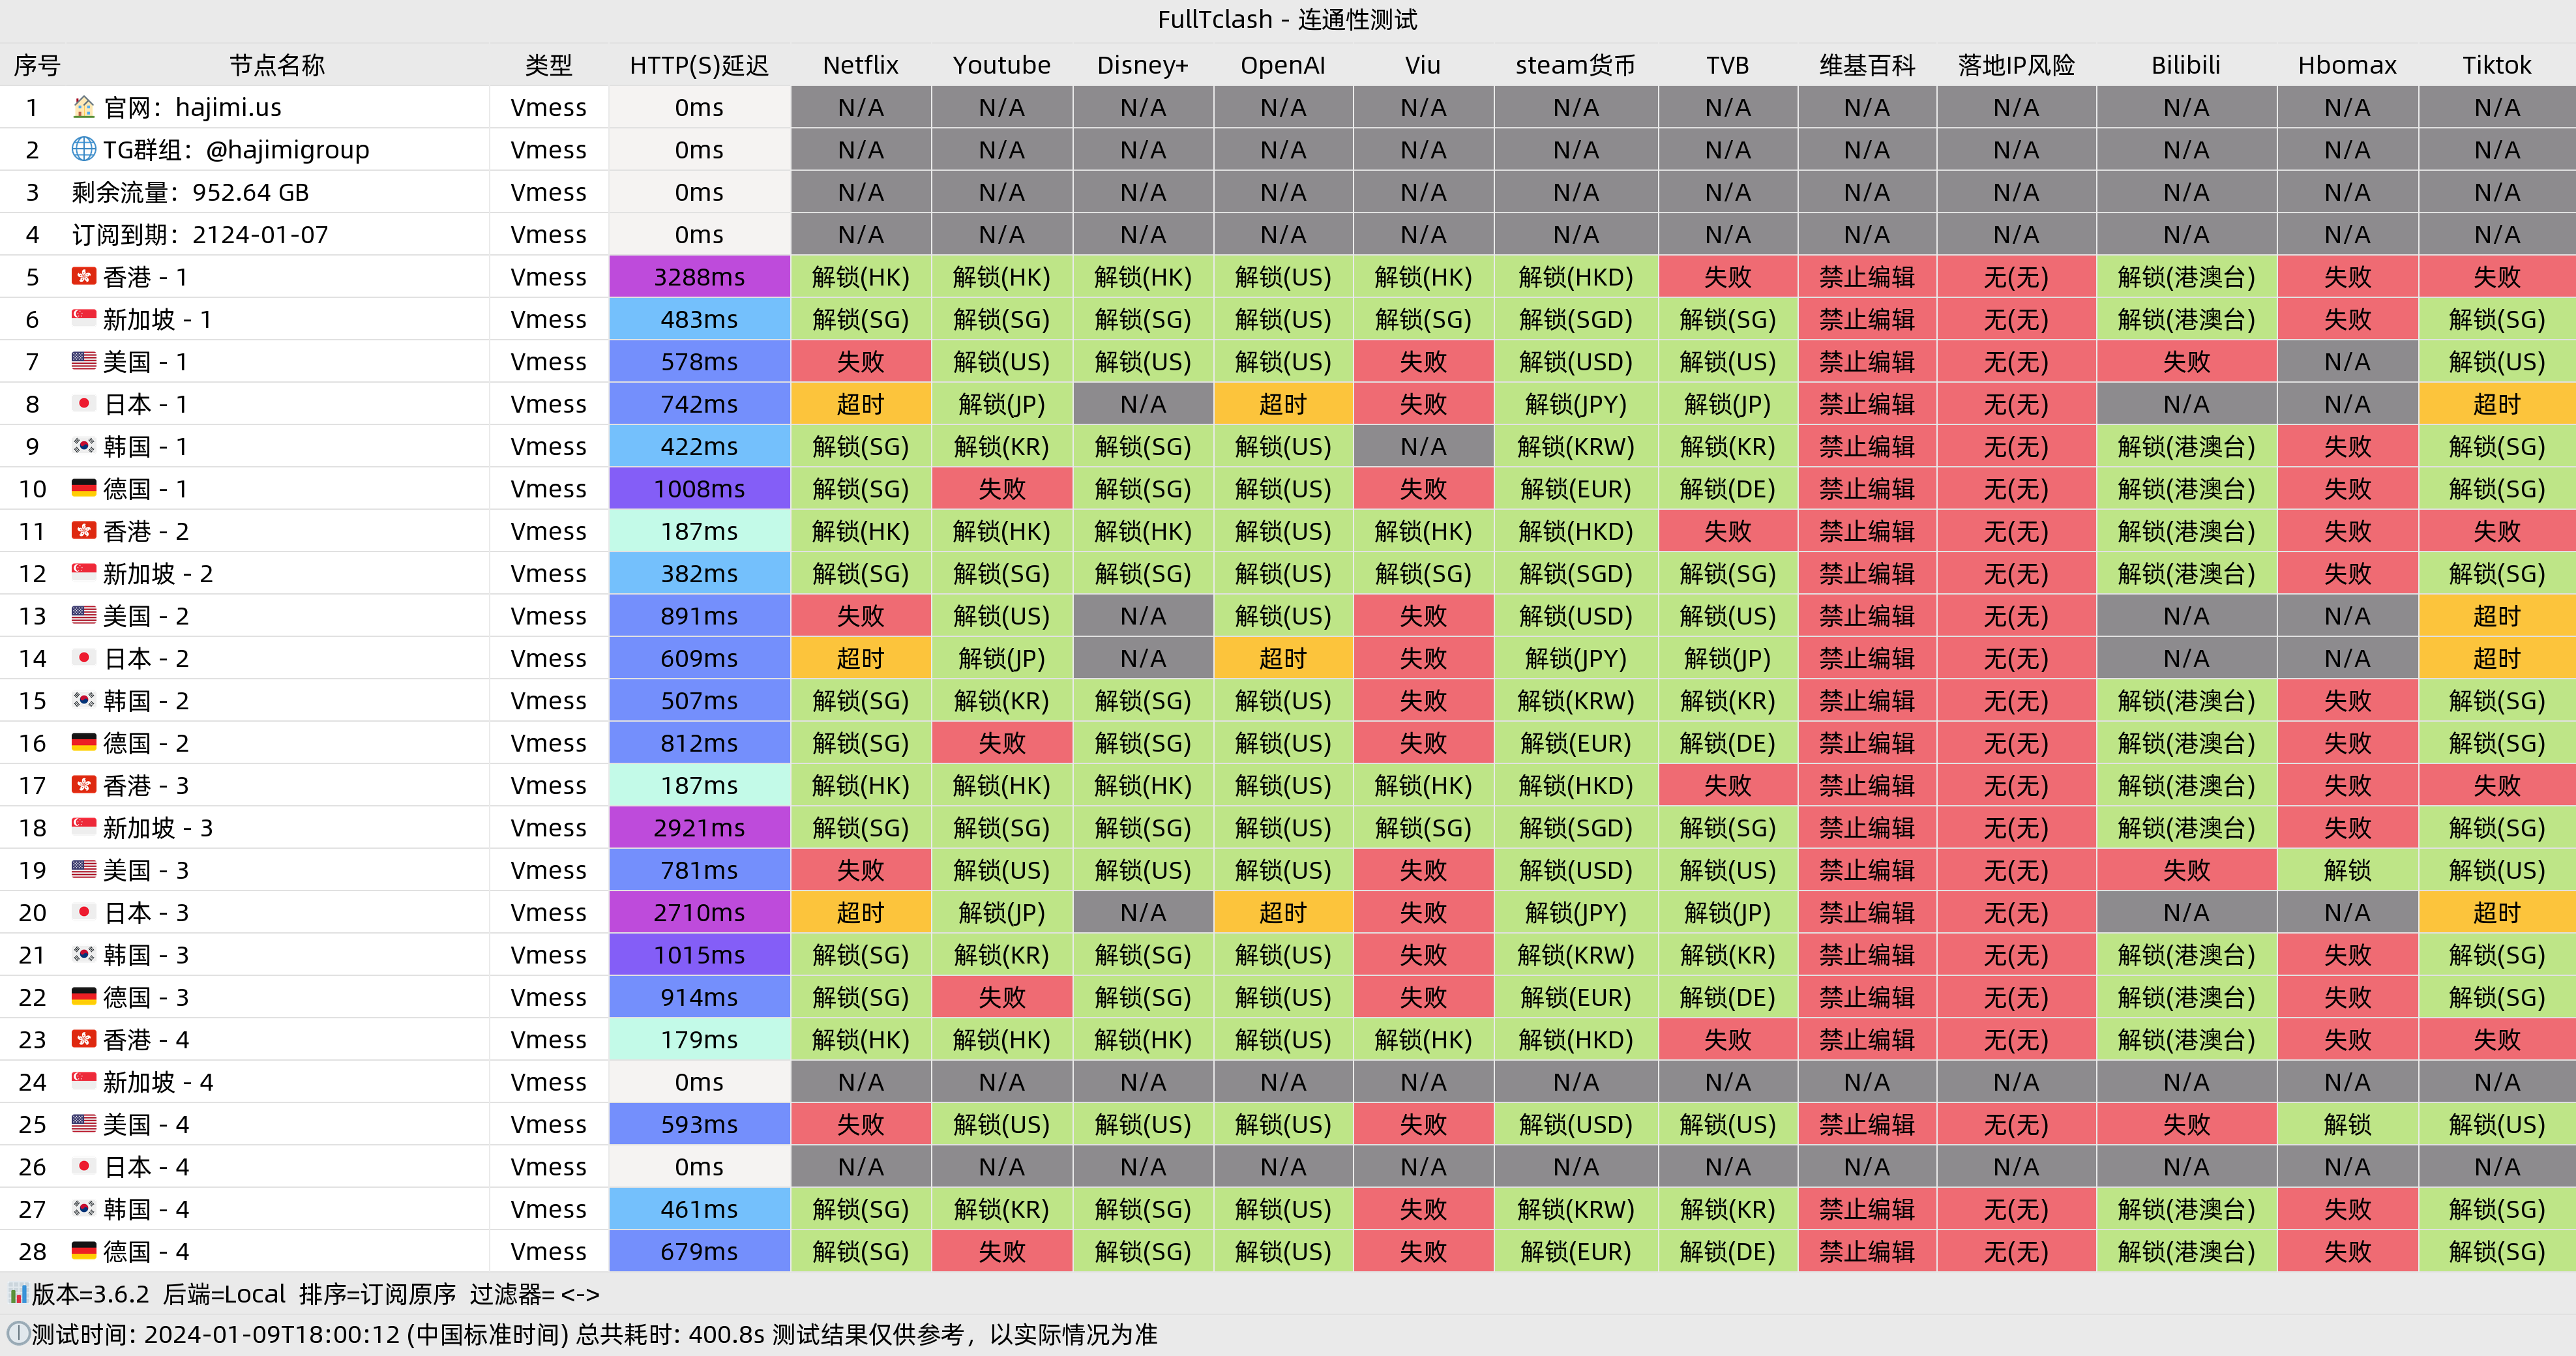 FullTclash - 连通性测试
序号 节点名称 类型 HTTP(S)延迟 Netflix Youtube Disney+ OpenAI Viu steam货币 TVB 维基百科 落地IP风险 Bilibili Hbomax Tiktok
1 官网：hajimi.us Vmess 0ms N/A N/A N/A N/A N/A N/A N/A N/A N/A N/A N/A N/A
2 TG群组：@hajimigroup Vmess 0ms N/A N/A N/A N/A N/A N/A N/A N/A N/A N/A N/A N/A
3 剩余流量：952.64 GB Vmess 0ms N/A N/A N/A N/A N/A N/A N/A N/A N/A N/A N/A N/A
4 订阅到期：2124-01-07 Vmess 0ms N/A N/A N/A N/A N/A N/A N/A N/A N/A N/A N/A N/A
5 香港 - 1 Vmess 3288ms 解锁(HK) 解锁(HK) 解锁(HK) 解锁(US) 解锁(HK) 解锁(HKD) 失败 禁止编辑 无(无) 解锁(港澳台) 失败 失败
6 新加坡 - 1 Vmess 483ms 解锁(SG) 解锁(SG) 解锁(SG) 解锁(US) 解锁(SG) 解锁(SGD) 解锁(SG) 禁止编辑 无(无) 解锁(港澳台) 失败 解锁(SG)
7 美国 - 1 Vmess 578ms 失败 解锁(US) 解锁(US) 解锁(US) 失败 解锁(USD) 解锁(US) 禁止编辑 无(无) 失败 N/A 解锁(US)
8 日本 - 1 Vmess 742ms 超时 解锁(JP) N/A 超时 失败 解锁(JPY) 解锁(JP) 禁止编辑 无(无) N/A N/A 超时
9 韩国 - 1 Vmess 422ms 解锁(SG) 解锁(KR) 解锁(SG) 解锁(US) N/A 解锁(KRW) 解锁(KR) 禁止编辑 无(无) 解锁(港澳台) 失败 解锁(SG)
10 德国 - 1 Vmess 1008ms 解锁(SG) 失败 解锁(SG) 解锁(US) 失败 解锁(EUR) 解锁(DE) 禁止编辑 无(无) 解锁(港澳台) 失败 解锁(SG)
11 香港 - 2 Vmess 187ms 解锁(HK) 解锁(HK) 解锁(HK) 解锁(US) 解锁(HK) 解锁(HKD) 失败 禁止编辑 无(无) 解锁(港澳台) 失败 失败
12 新加坡 - 2 Vmess 382ms 解锁(SG) 解锁(SG) 解锁(SG) 解锁(US) 解锁(SG) 解锁(SGD) 解锁(SG) 禁止编辑 无(无) 解锁(港澳台) 失败 解锁(SG)
13 美国 - 2 Vmess 891ms 失败 解锁(US) N/A 解锁(US) 失败 解锁(USD) 解锁(US) 禁止编辑 无(无) N/A N/A 超时
14 日本 - 2 Vmess 609ms 超时 解锁(JP) N/A 超时 失败 解锁(JPY) 解锁(JP) 禁止编辑 无(无) N/A N/A 超时
15 韩国 - 2 Vmess 507ms 解锁(SG) 解锁(KR) 解锁(SG) 解锁(US) 失败 解锁(KRW) 解锁(KR) 禁止编辑 无(无) 解锁(港澳台) 失败 解锁(SG)
16 德国 - 2 Vmess 812ms 解锁(SG) 失败 解锁(SG) 解锁(US) 失败 解锁(EUR) 解锁(DE) 禁止编辑 无(无) 解锁(港澳台) 失败 解锁(SG)
17 香港 - 3 Vmess 187ms 解锁(HK) 解锁(HK) 解锁(HK) 解锁(US) 解锁(HK) 解锁(HKD) 失败 禁止编辑 无(无) 解锁(港澳台) 失败 失败
18 新加坡 - 3 Vmess 2921ms 解锁(SG) 解锁(SG) 解锁(SG) 解锁(US) 解锁(SG) 解锁(SGD) 解锁(SG) 禁止编辑 无(无) 解锁(港澳台) 失败 解锁(SG)
19 美国 - 3 Vmess 781ms 失败 解锁(US) 解锁(US) 解锁(US) 失败 解锁(USD) 解锁(US) 禁止编辑 无(无) 失败 解锁 解锁(US)
20 日本 - 3 Vmess 2710ms 超时 解锁(JP) N/A 超时 失败 解锁(JPY) 解锁(JP) 禁止编辑 无(无) N/A N/A 超时
21 韩国 - 3 Vmess 1015ms 解锁(SG) 解锁(KR) 解锁(SG) 解锁(US) 失败 解锁(KRW) 解锁(KR) 禁止编辑 无(无) 解锁(港澳台) 失败 解锁(SG)
22 德国 - 3 Vmess 914ms 解锁(SG) 失败 解锁(SG) 解锁(US) 失败 解锁(EUR) 解锁(DE) 禁止编辑 无(无) 解锁(港澳台) 失败 解锁(SG)
23 香港 - 4 Vmess 179ms 解锁(HK) 解锁(HK) 解锁(HK) 解锁(US) 解锁(HK) 解锁(HKD) 失败 禁止编辑 无(无) 解锁(港澳台) 失败 失败
24 新加坡 - 4 Vmess 0ms N/A N/A N/A N/A N/A N/A N/A N/A N/A N/A N/A N/A
25 美国 - 4 Vmess 593ms 失败 解锁(US) 解锁(US) 解锁(US) 失败 解锁(USD) 解锁(US) 禁止编辑 无(无) 失败 解锁 解锁(US)
26 日本 - 4 Vmess 0ms N/A N/A N/A N/A N/A N/A N/A N/A N/A N/A N/A N/A
27 韩国 - 4 Vmess 461ms 解锁(SG) 解锁(KR) 解锁(SG) 解锁(US) 失败 解锁(KRW) 解锁(KR) 禁止编辑 无(无) 解锁(港澳台) 失败 解锁(SG)
28 德国 - 4 Vmess 679ms 解锁(SG) 失败 解锁(SG) 解锁(US) 失败 解锁(EUR) 解锁(DE) 禁止编辑 无(无) 解锁(港澳台) 失败 解锁(SG)
版本=3.6.2 后端=Local 排序=订阅原序 过滤器= <->
测试时间: 2024-01-09T18:00:12 (中国标准时间) 总共耗时: 400.8s 测试结果仅供参考，以实际情况为准